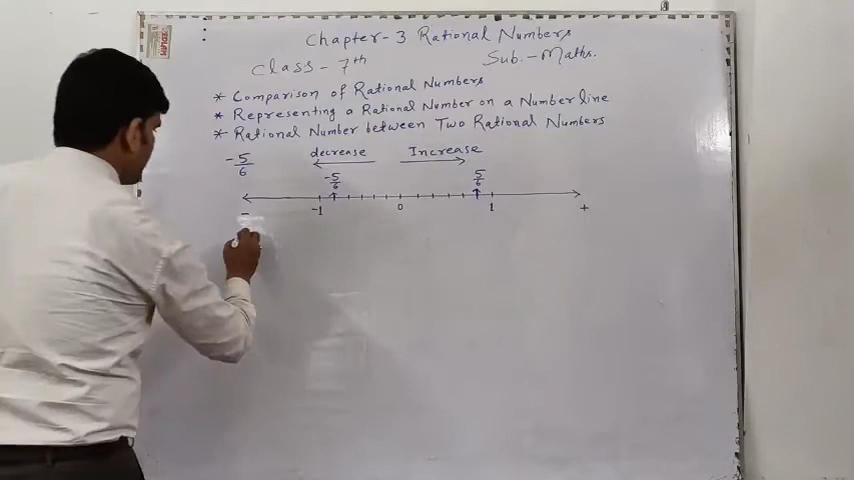 Chapter-3 Rational Numbers
Class - 7th Sub. - Maths.
* Comparison of Rational Numbers
* Representing a Rational Number on a Number line
* Rational Number between Two Rational Numbers
-5/6 decrease Increase
-5/6 5/6
- -1 0 1 +